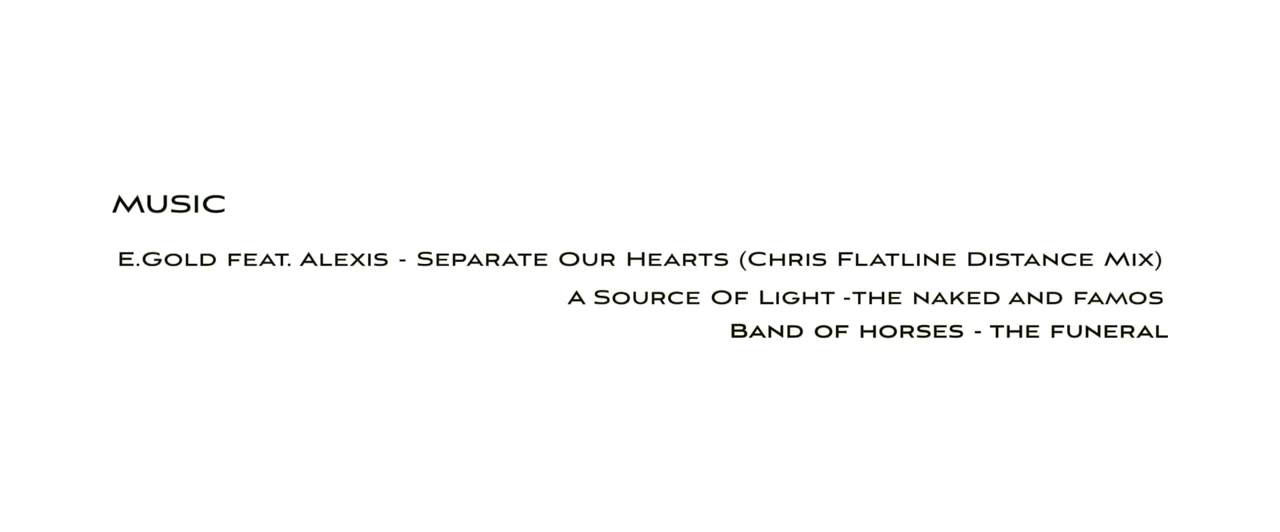 MUSIC
E.GOLD FEAT. ALEXIS - SEPARATE OUR HEARTS (CHRIS FLATLINE DISTANCE MIX)
A SOURCE OF LIGHT -THE NAKED AND FAMOS
BAND OF HORSES - THE FUNERAL